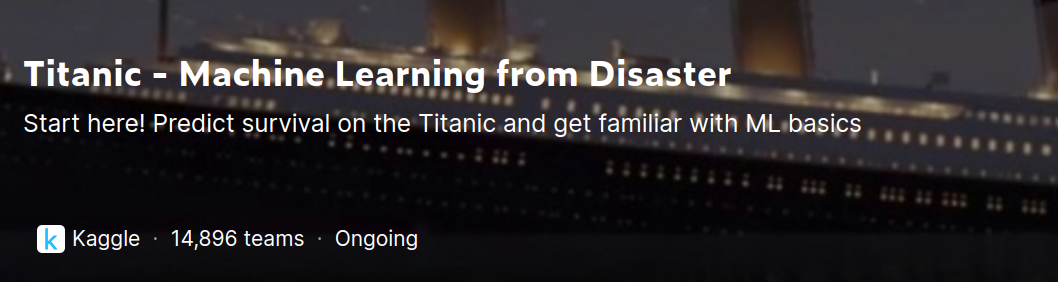 Titanic - Machine Learning from Disaster
Start here! Predict survival on the Titanic and get familiar with ML basics
k Kaggle · 14,896 teams · Ongoing